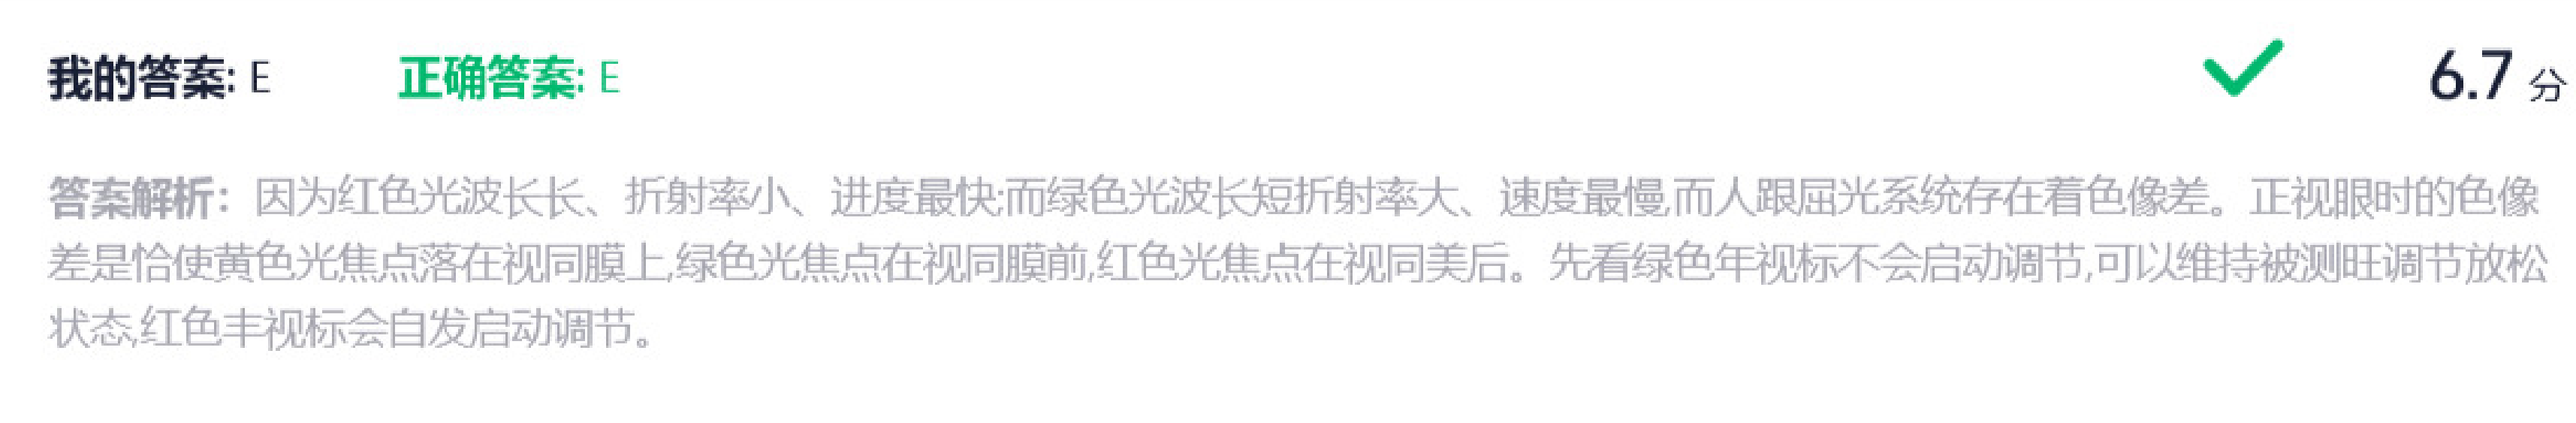 我的答案: E 正确答案: E 6.7 分
答案解析：因为红色光波长长、折射率小、进度最快;而绿色光波长短折射率大、速度最慢,而人跟屈光系统存在着色像差。正视眼时的色像
差是恰使黄色光焦点落在视同膜上,绿色光焦点在视同膜前,红色光焦点在视同美后。先看绿色年视标不会启动调节,可以维持被测旺调节放松
状态,红色丰视标会自发启动调节。